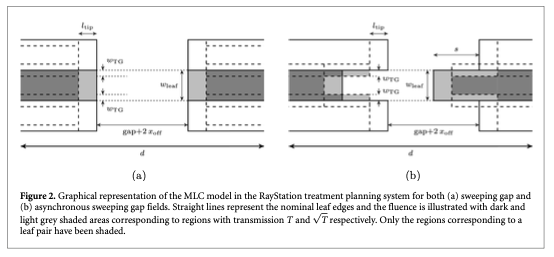 l_tip
w_TG
w_leaf
w_TG
gap+2 x_off
d
(a)
l_tip
s
w_TG
w_leaf
w_TG
gap+2 x_off
d
(b)
Figure 2. Graphical representation of the MLC model in the RayStation treatment planning system for both (a) sweeping gap and
(b) asynchronous sweeping gap fields. Straight lines represent the nominal leaf edges and the fluence is illustrated with dark and
light grey shaded areas corresponding to regions with transmission T and √T respectively. Only the regions corresponding to a
leaf pair have been shaded.